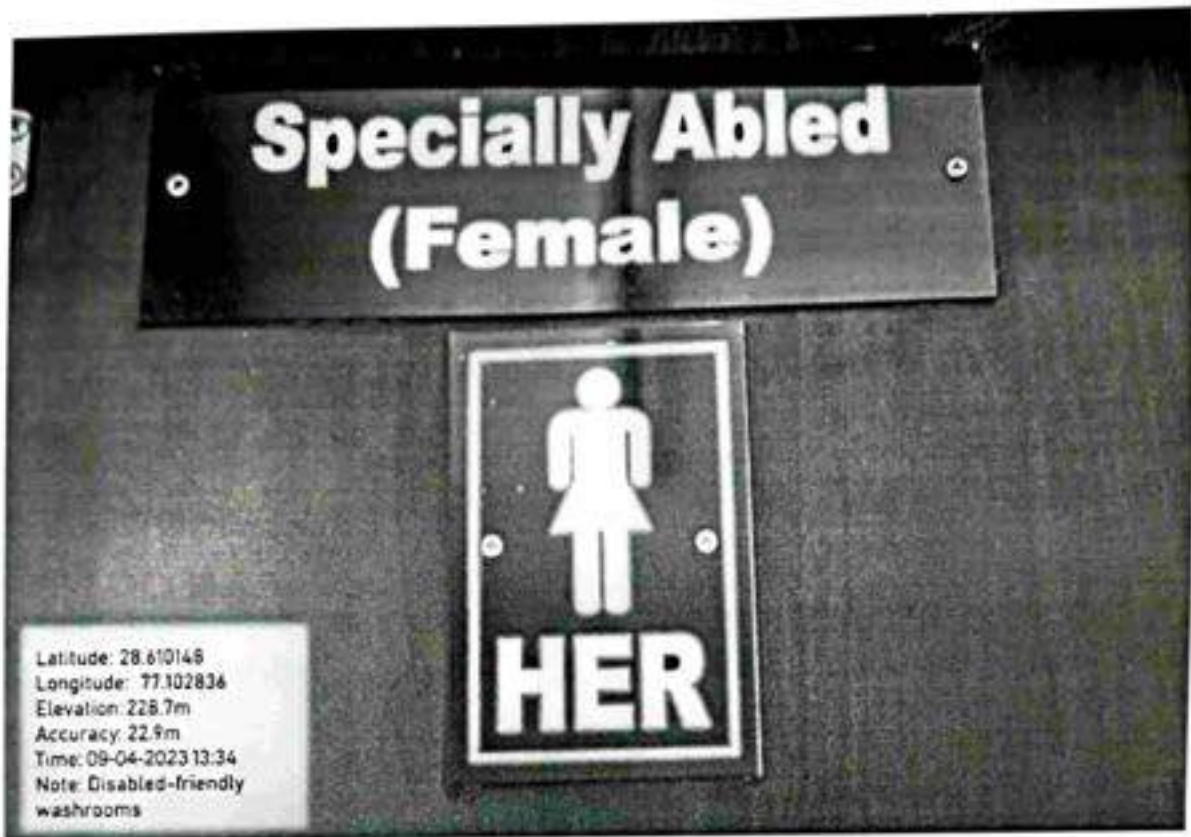 Specially Abled
(Female)
HER
Latitude: 28.610148
Longitude: 77.102836
Elevation: 228.7m
Accuracy: 22.9m
Time: 09-04-2023 13:34
Note: Disabled-friendly
washrooms